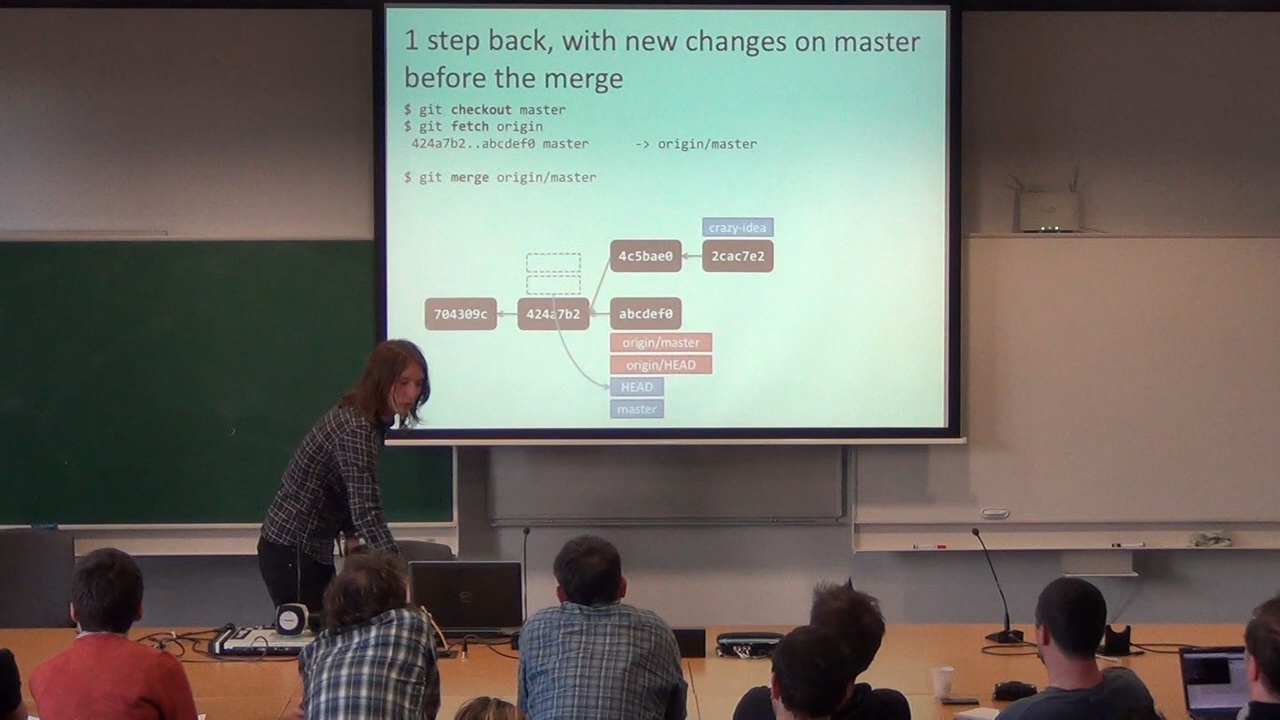 1 step back, with new changes on master
before the merge
$ git checkout master
$ git fetch origin
424a7b2..abcdef0 master -> origin/master
$ git merge origin/master
crazy-idea
4c5bae0 2cac7e2
704309c 424a7b2 abcdef0
origin/master
origin/HEAD
HEAD
master